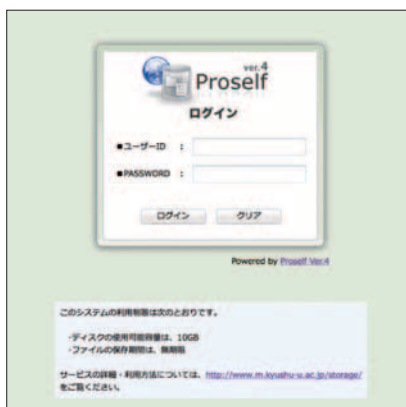 ver.4
Proself
ログイン
■ユーザーID :
■PASSWORD :
ログイン クリア
Powered by Proself Ver.4
このシステムの利用制限は次のとおりです。
・ディスクの使用可能容量は、10GB
・ファイルの保存期間は、無期限
サービスの詳細・利用方法については、http://www.m.kyushu-u.ac.jp/storage/
をご覧ください。